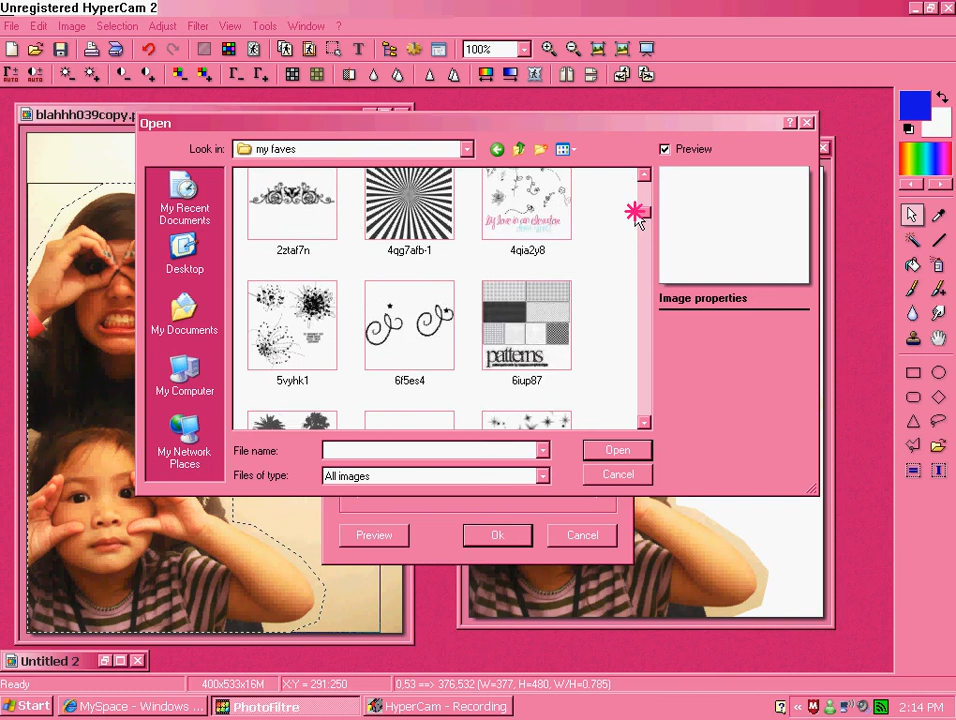 Unregistered HyperCam 2
File Edit Image Selection Adjust Filter View Tools Window ?
100%
AUTO AUTO
blahhh039copy.p
Open
Look in: my faves
Preview
My Recent
Documents
Desktop
My Documents
My Computer
My Network
Places
2ztaf7n 4qg7afb-1 4qia2y8
5vyhk1 6f5es4 6iup87
patterns
Image properties
File name: Open
Files of type: All images Cancel
Preview Ok Cancel
Untitled 2
Ready 400x533x16M X:Y = 291:250 0,53 ==> 376,532 (W=377, H=480, W/H=0.785)
Start MySpace - Windows ... PhotoFiltre HyperCam - Recording 2:14 PM